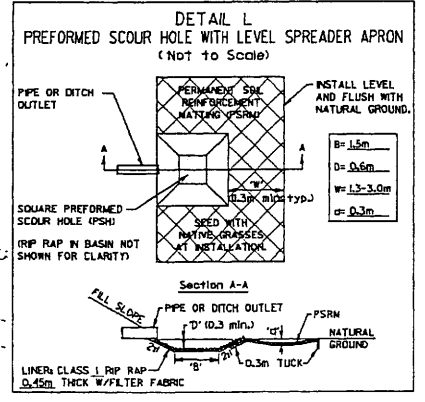 DETAIL L
PREFORMED SCOUR HOLE WITH LEVEL SPREADER APRON
(Not to Scale)
PIPE OR DITCH
OUTLET
PERMANENT SOIL
REINFORCEMENT
MATTING (PSRM)
INSTALL LEVEL
AND FLUSH WITH
NATURAL GROUND.
A
A
B= 1.5m
D= 0.6m
W= 1.3-3.0m
d= 0.3m
"W"
(1.3m min. typ.)
SQUARE PREFORMED
SCOUR HOLE (PSH)
(RIP RAP IN BASIN NOT
SHOWN FOR CLARITY)
SEED WITH
NATIVE GRASSES
AT INSTALLATION.
Section A-A
FILL SLOPE
PIPE OR DITCH OUTLET
'D' (0.3 min.)
'd'
PSRM
NATURAL
GROUND
2:1
'B'
2:1
0.3m TUCK
LINER: CLASS I RIP RAP
0.45m THICK W/FILTER FABRIC